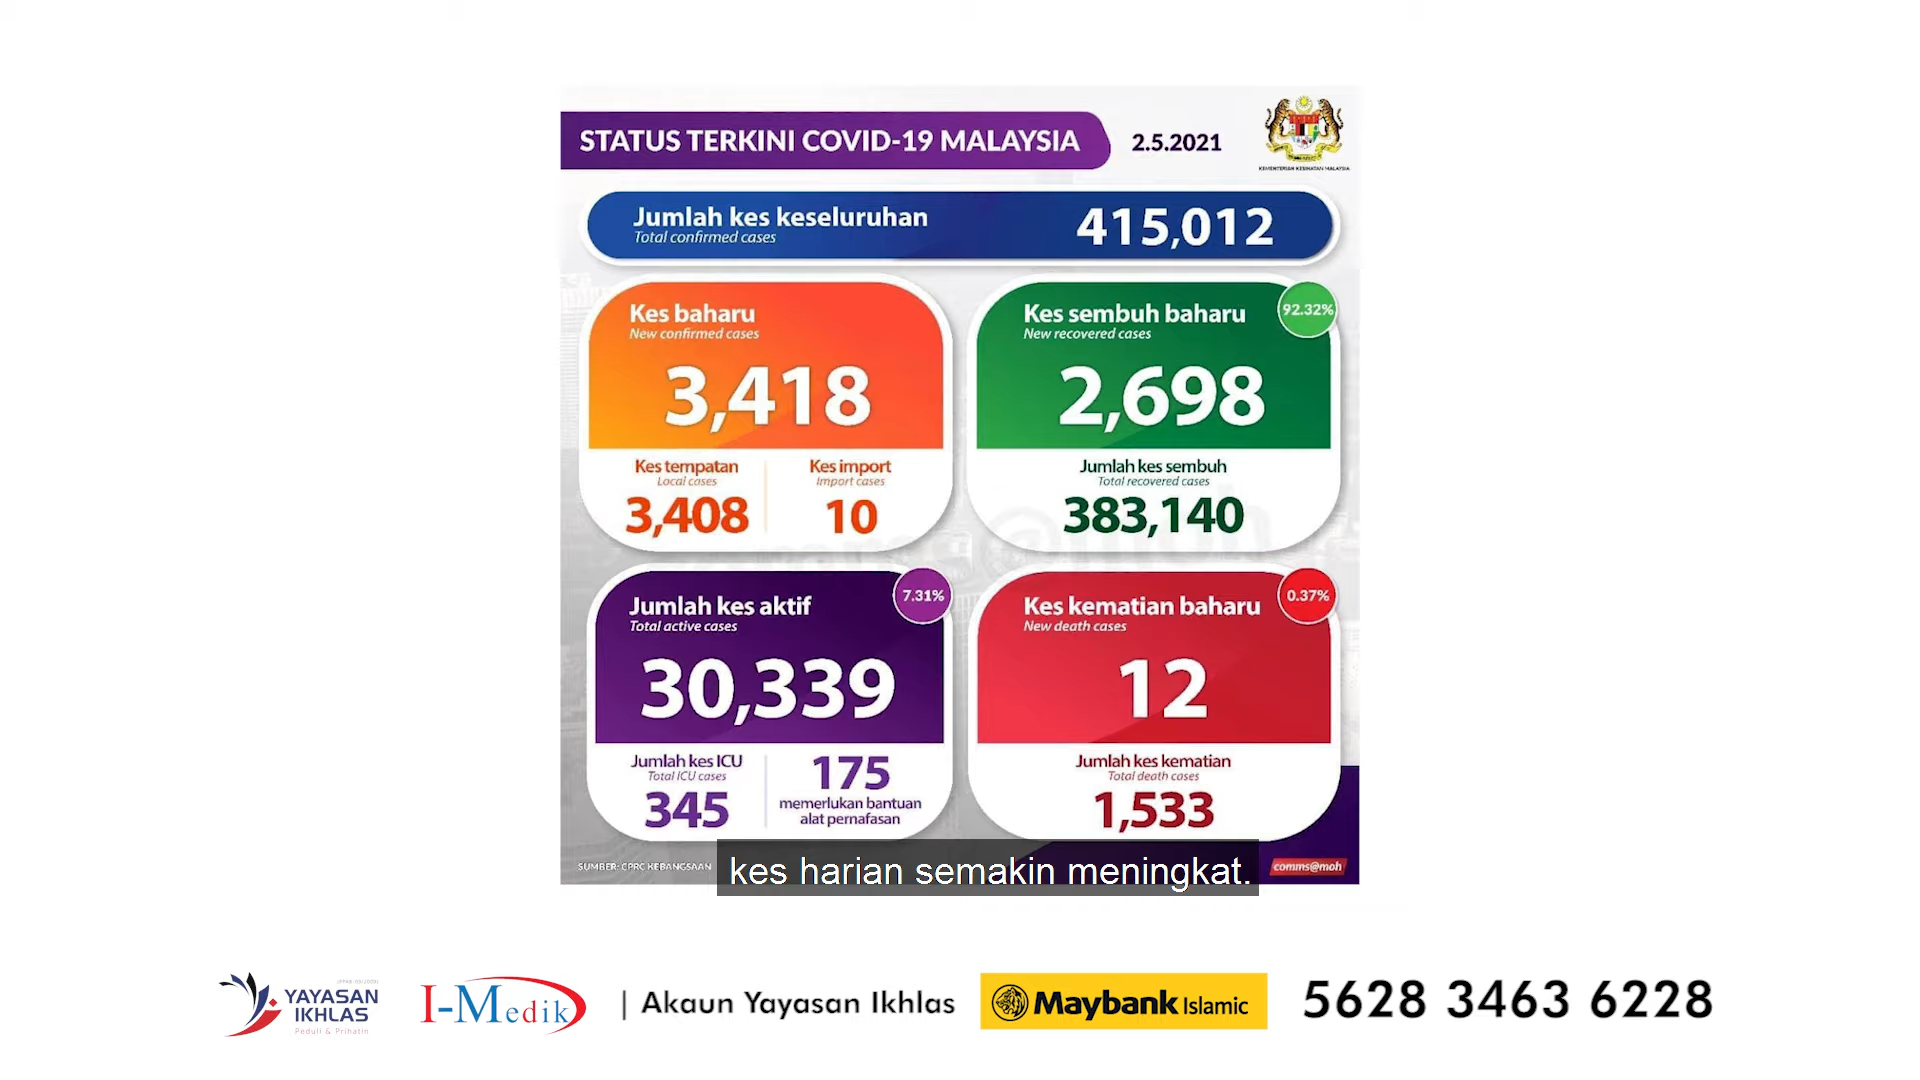 STATUS TERKINI COVID-19 MALAYSIA
2.5.2021
KEMENTERIAN KESIHATAN MALAYSIA
Jumlah kes keseluruhan
Total confirmed cases
415,012
Kes baharu
New confirmed cases
3,418
Kes tempatan
Local cases
3,408
Kes import
Import cases
10
Kes sembuh baharu
New recovered cases
92.32%
2,698
Jumlah kes sembuh
Total recovered cases
383,140
Jumlah kes aktif
Total active cases
7.31%
30,339
Jumlah kes ICU
Total ICU cases
345
175
memerlukan bantuan
alat pernafasan
Kes kematian baharu
New death cases
0.37%
12
Jumlah kes kematian
Total death cases
1,533
SUMBER: CPRC KEBANGSAAN
comms@moh
kes harian semakin meningkat.
YAYASAN
IKHLAS
Peduli & Prihatin
I-Medik
| Akaun Yayasan Ikhlas
Maybank Islamic
5628 3463 6228